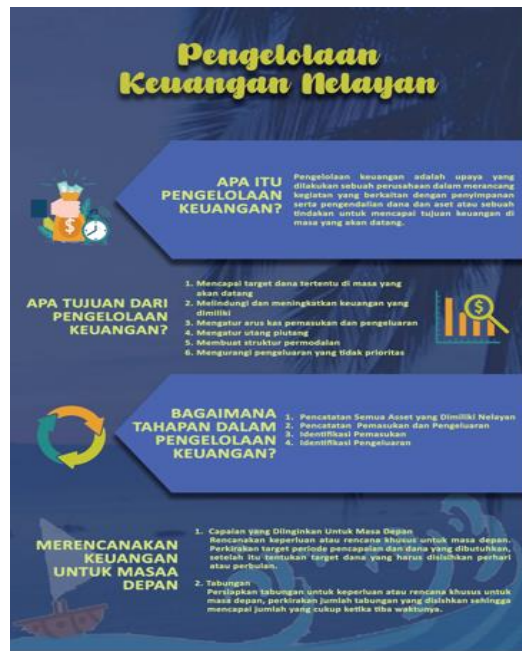 Pengelolaan
Keuangan Nelayan
APA ITU
PENGELOLAAN
KEUANGAN?
Pengelolaan keuangan adalah upaya yang
dilakukan sebuah perusahaan dalam merancang
kegiatan yang berkaitan dengan penyimpanan
serta pengendalian dana dan aset atau sebuah
tindakan untuk mencapai tujuan keuangan di
masa yang akan datang.
APA TUJUAN DARI
PENGELOLAAN
KEUANGAN?
1. Mencapai target dana tertentu di masa yang
akan datang
2. Melindungi dan meningkatkan keuangan yang
dimiliki
3. Mengatur arus kas pemasukan dan pengeluaran
4. Mengatur utang piutang
5. Membuat struktur permodalan
6. Mengurangi pengeluaran yang tidak prioritas
BAGAIMANA
TAHAPAN DALAM
PENGELOLAAN
KEUANGAN?
1. Pencatatan Semua Asset yang Dimiliki Nelayan
2. Pencatatan Pemasukan dan Pengeluaran
3. Identifikasi Pemasukan
4. Identifikasi Pengeluaran
MERENCANAKAN
KEUANGAN
UNTUK MASAA
DEPAN
1. Capaian yang Diinginkan Untuk Masa Depan
Rencanakan keperluan atau rencana khusus untuk masa depan.
Perkirakan target periode pencapaian dan dana yang dibutuhkan,
setelah itu tentukan target dana yang harus disisihkan perhari
atau perbulan.
2. Tabungan
Persiapkan tabungan untuk keperluan atau rencana khusus untuk
masa depan, perkirakan jumlah tabungan yang disishkan sehingga
mencapai jumlah yang cukup ketika tiba waktunya.